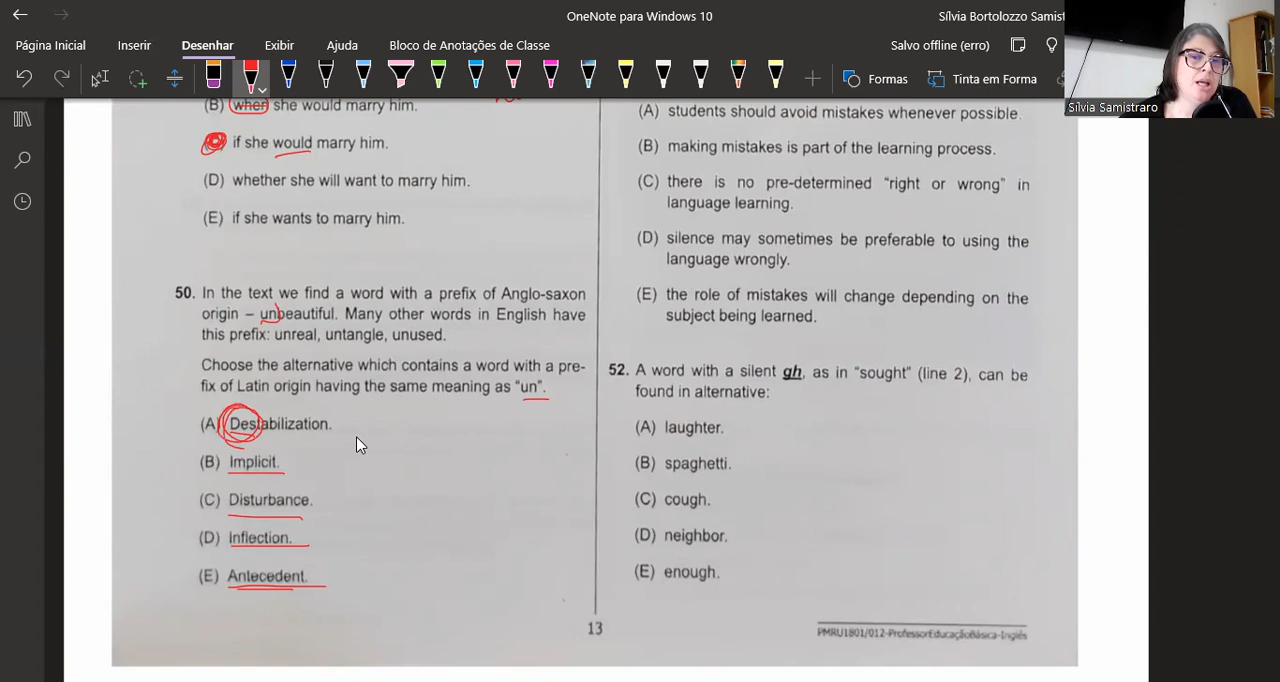 OneNote para Windows 10
Sílvia Bortolozzo Samist
Página Inicial
Inserir
Desenhar
Exibir
Ajuda
Bloco de Anotações de Classe
Salvo offline (erro)
Formas
Tinta em Forma
Sílvia Samistraro
(B) when she would marry him.
if she would marry him.
(D) whether she will want to marry him.
(E) if she wants to marry him.
50. In the text we find a word with a prefix of Anglo-saxon
origin – unbeautiful. Many other words in English have
this prefix: unreal, untangle, unused.
Choose the alternative which contains a word with a pre-
fix of Latin origin having the same meaning as "un".
(A) Destabilization.
(B) Implicit.
(C) Disturbance.
(D) Inflection.
(E) Antecedent.
(A) students should avoid mistakes whenever possible.
(B) making mistakes is part of the learning process.
(C) there is no pre-determined "right or wrong" in
language learning.
(D) silence may sometimes be preferable to using the
language wrongly.
(E) the role of mistakes will change depending on the
subject being learned.
52. A word with a silent gh, as in "sought" (line 2), can be
found in alternative:
(A) laughter.
(B) spaghetti.
(C) cough.
(D) neighbor.
(E) enough.
13
PMRU1801/012-ProfessorEducaçãoBásica-Inglês